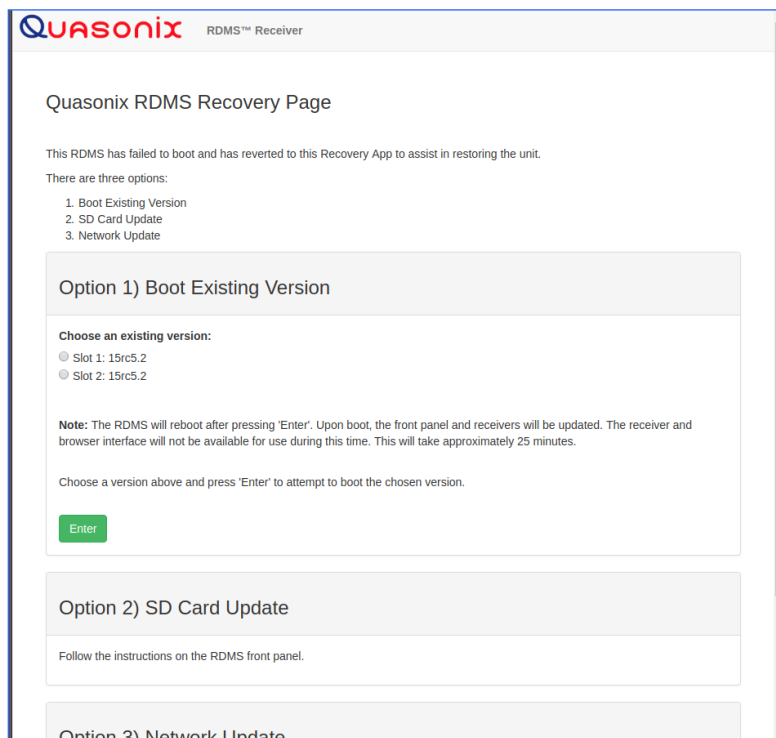 Quasonix RDMS™ Receiver
Quasonix RDMS Recovery Page
This RDMS has failed to boot and has reverted to this Recovery App to assist in restoring the unit.
There are three options:
1. Boot Existing Version
2. SD Card Update
3. Network Update
Option 1) Boot Existing Version
Choose an existing version:
Slot 1: 15rc5.2
Slot 2: 15rc5.2
Note: The RDMS will reboot after pressing 'Enter'. Upon boot, the front panel and receivers will be updated. The receiver and
browser interface will not be available for use during this time. This will take approximately 25 minutes.
Choose a version above and press 'Enter' to attempt to boot the chosen version.
Enter
Option 2) SD Card Update
Follow the instructions on the RDMS front panel.
Option 3) Network Update